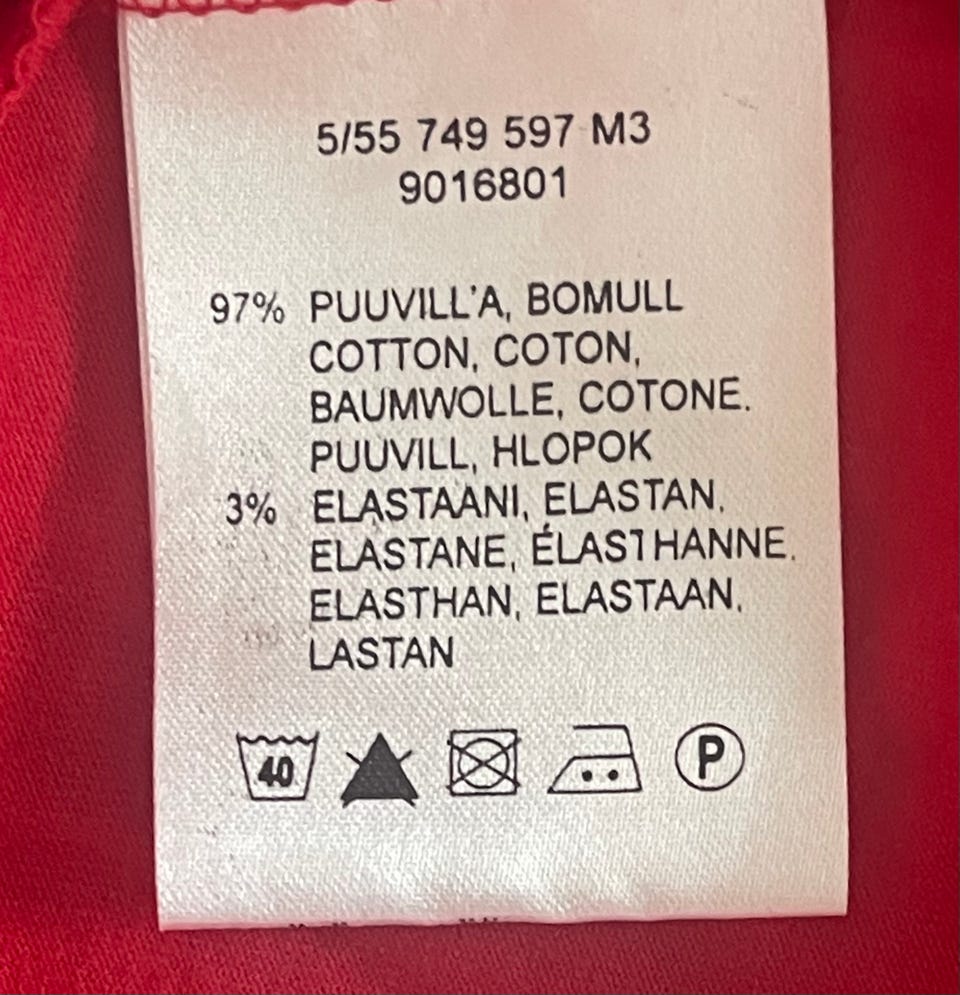 5/55 749 597 M3
9016801
97% PUUVILL'A, BOMULL
COTTON, COTON,
BAUMWOLLE, COTONE.
PUUVILL, HLOPOK
3% ELASTAANI, ELASTAN,
ELASTANE, ÉLASTHANNE.
ELASTHAN, ELASTAAN,
LASTAN
40 P